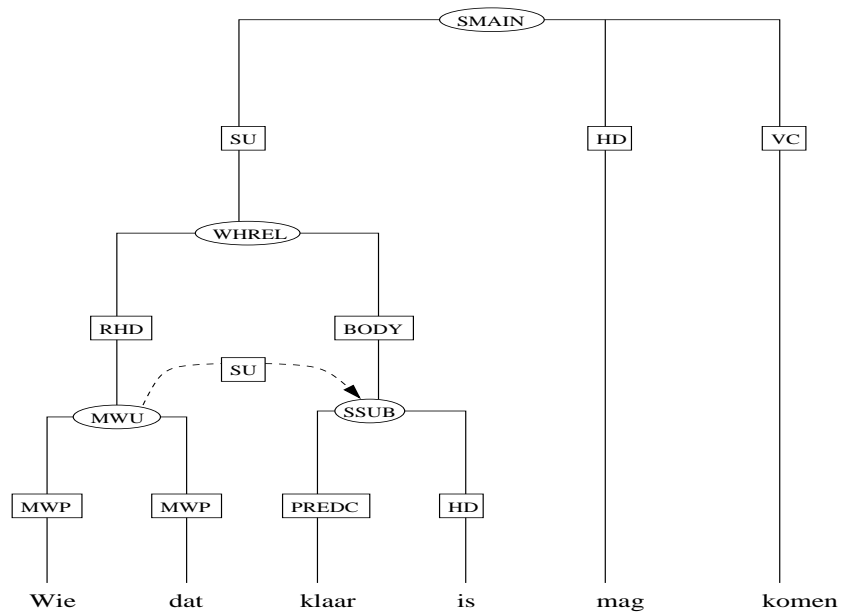 SMAIN
SU HD VC
WHREL
RHD BODY
SU
MWU SSUB
MWP MWP PREDC HD
Wie dat klaar is mag komen